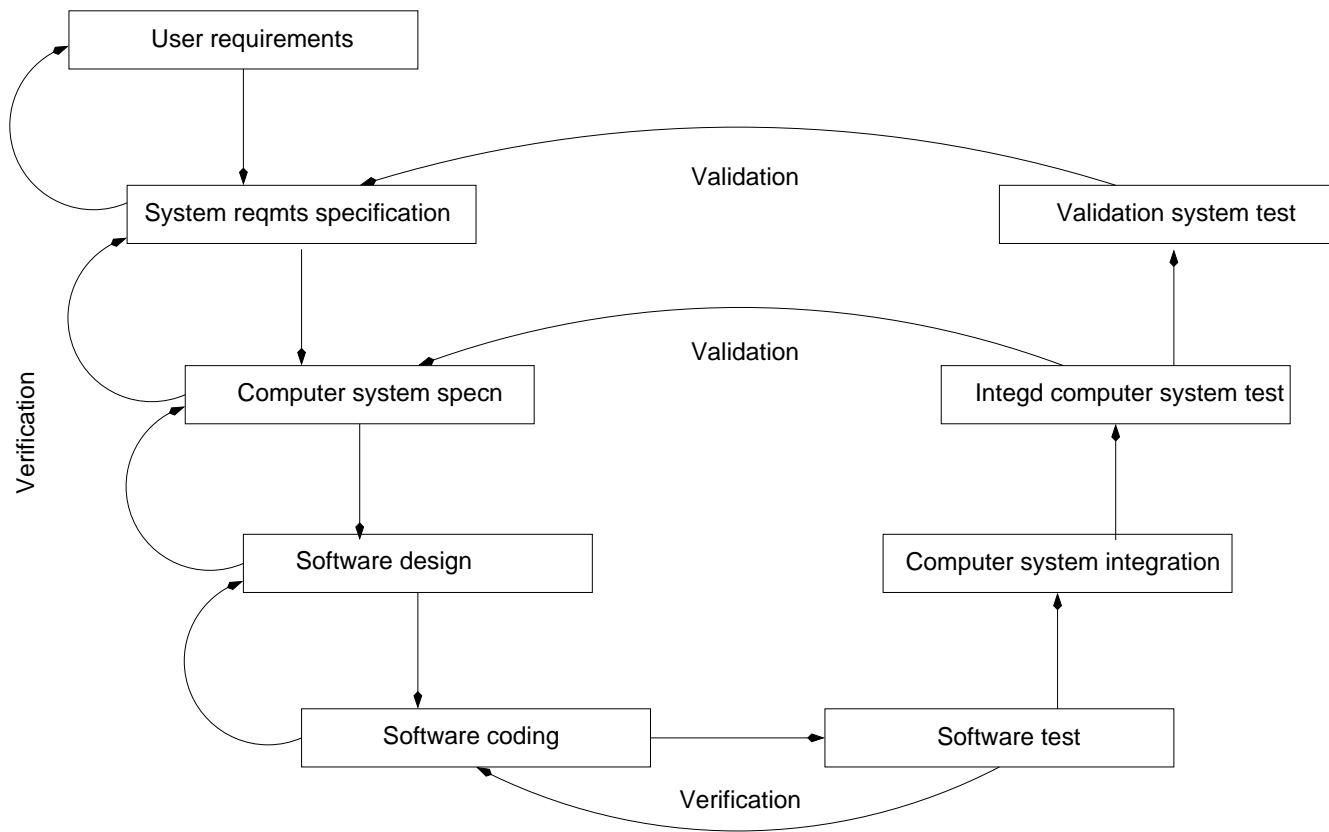 User requirements
Validation
System reqmts specification
Validation system test
Validation
Computer system specn
Integd computer system test
Verification
Software design
Computer system integration
Software coding
Software test
Verification